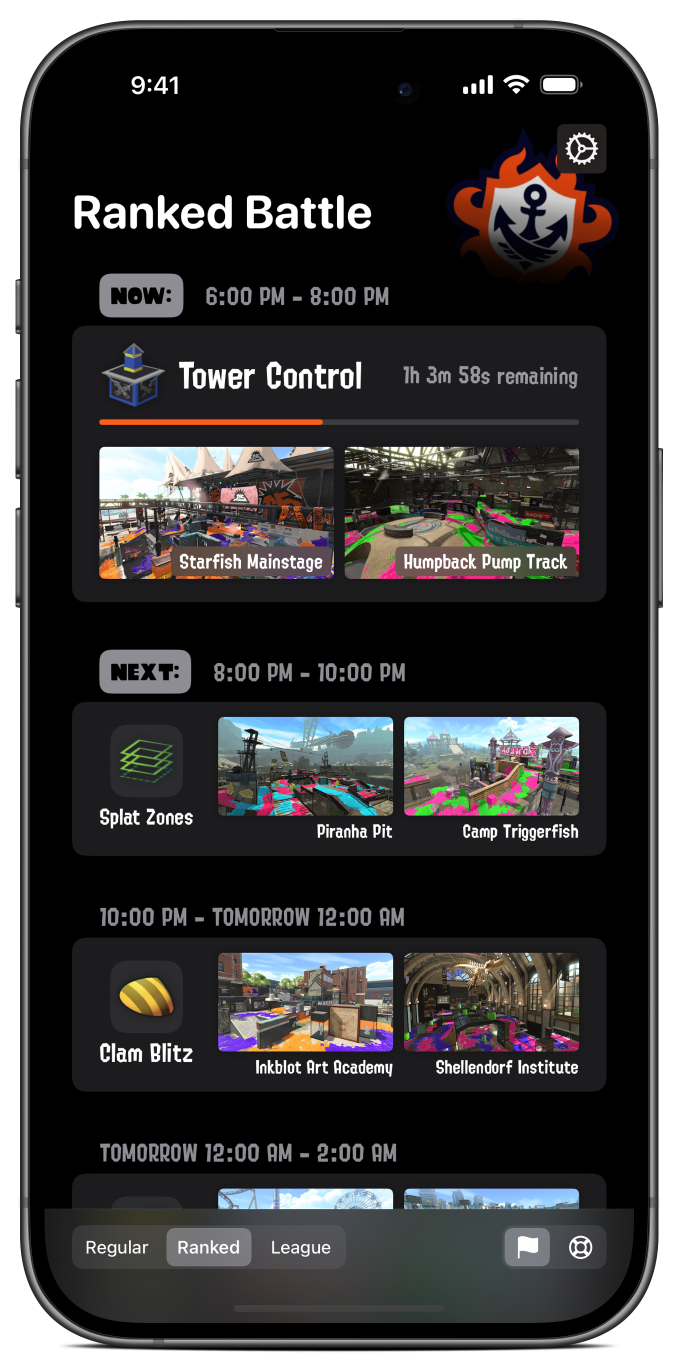 9:41
Ranked Battle
NOW: 6:00 PM – 8:00 PM
Tower Control 1h 3m 58s remaining
Starfish Mainstage Humpback Pump Track
NEXT: 8:00 PM – 10:00 PM
Splat Zones Piranha Pit Camp Triggerfish
10:00 PM – TOMORROW 12:00 AM
Clam Blitz Inkblot Art Academy Shellendorf Institute
TOMORROW 12:00 AM – 2:00 AM
Regular Ranked League